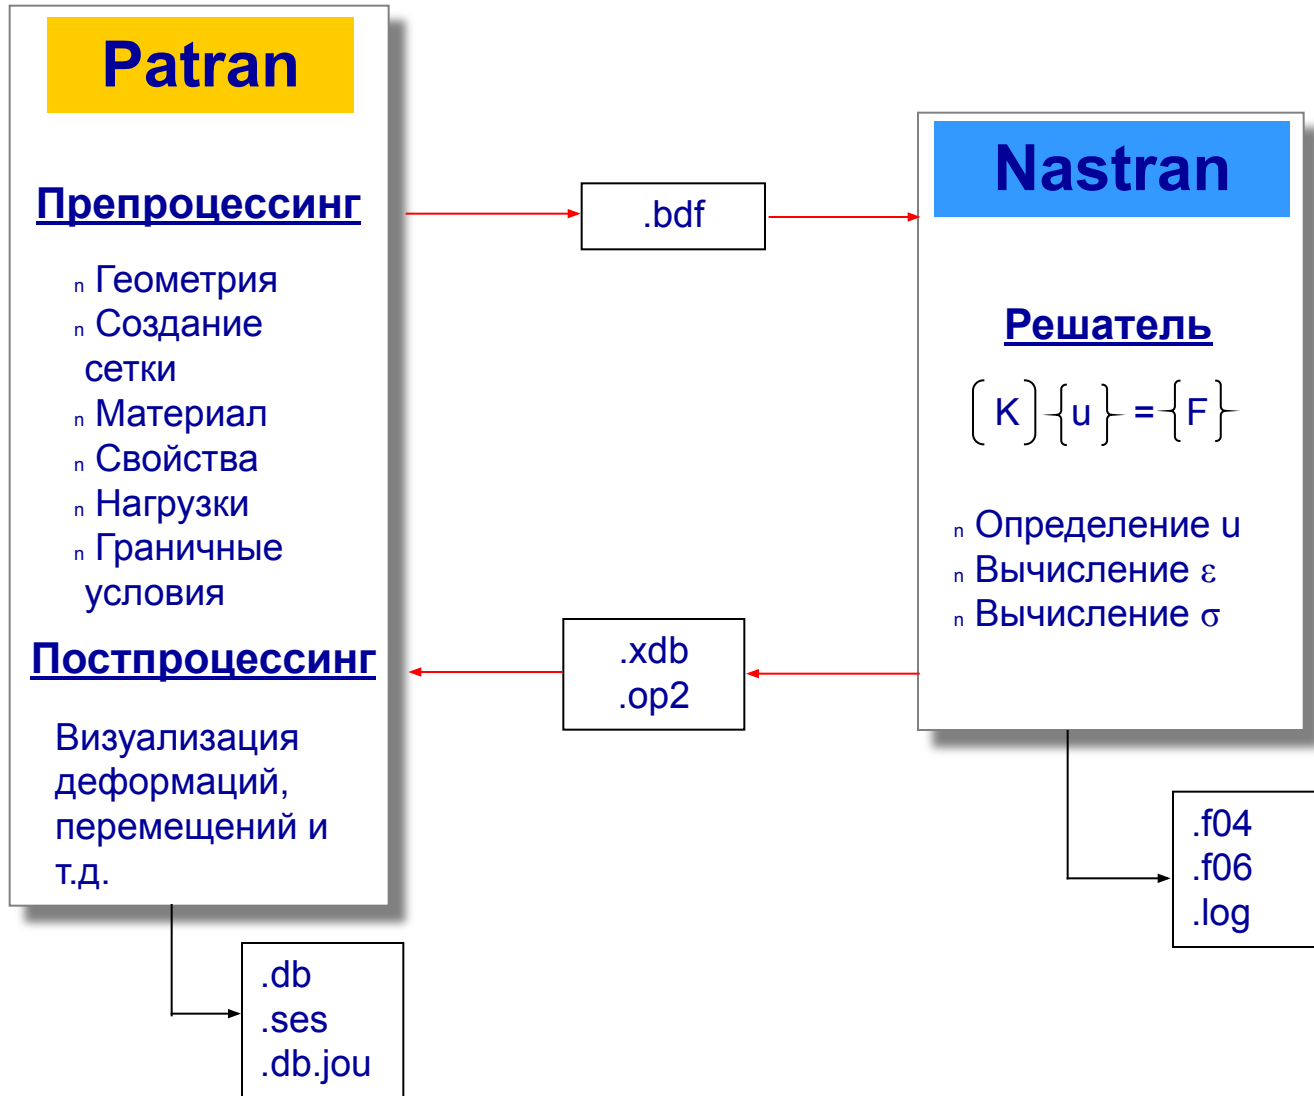 Patran
Препроцессинг
n Геометрия
n Создание
сетки
n Материал
n Свойства
n Нагрузки
n Граничные
условия
Постпроцессинг
Визуализация
деформаций,
перемещений и
т.д.
.db
.ses
.db.jou
.bdf
.xdb
.op2
Nastran
Решатель
[K]{u}={F}
n Определение u
n Вычисление ε
n Вычисление σ
.f04
.f06
.log